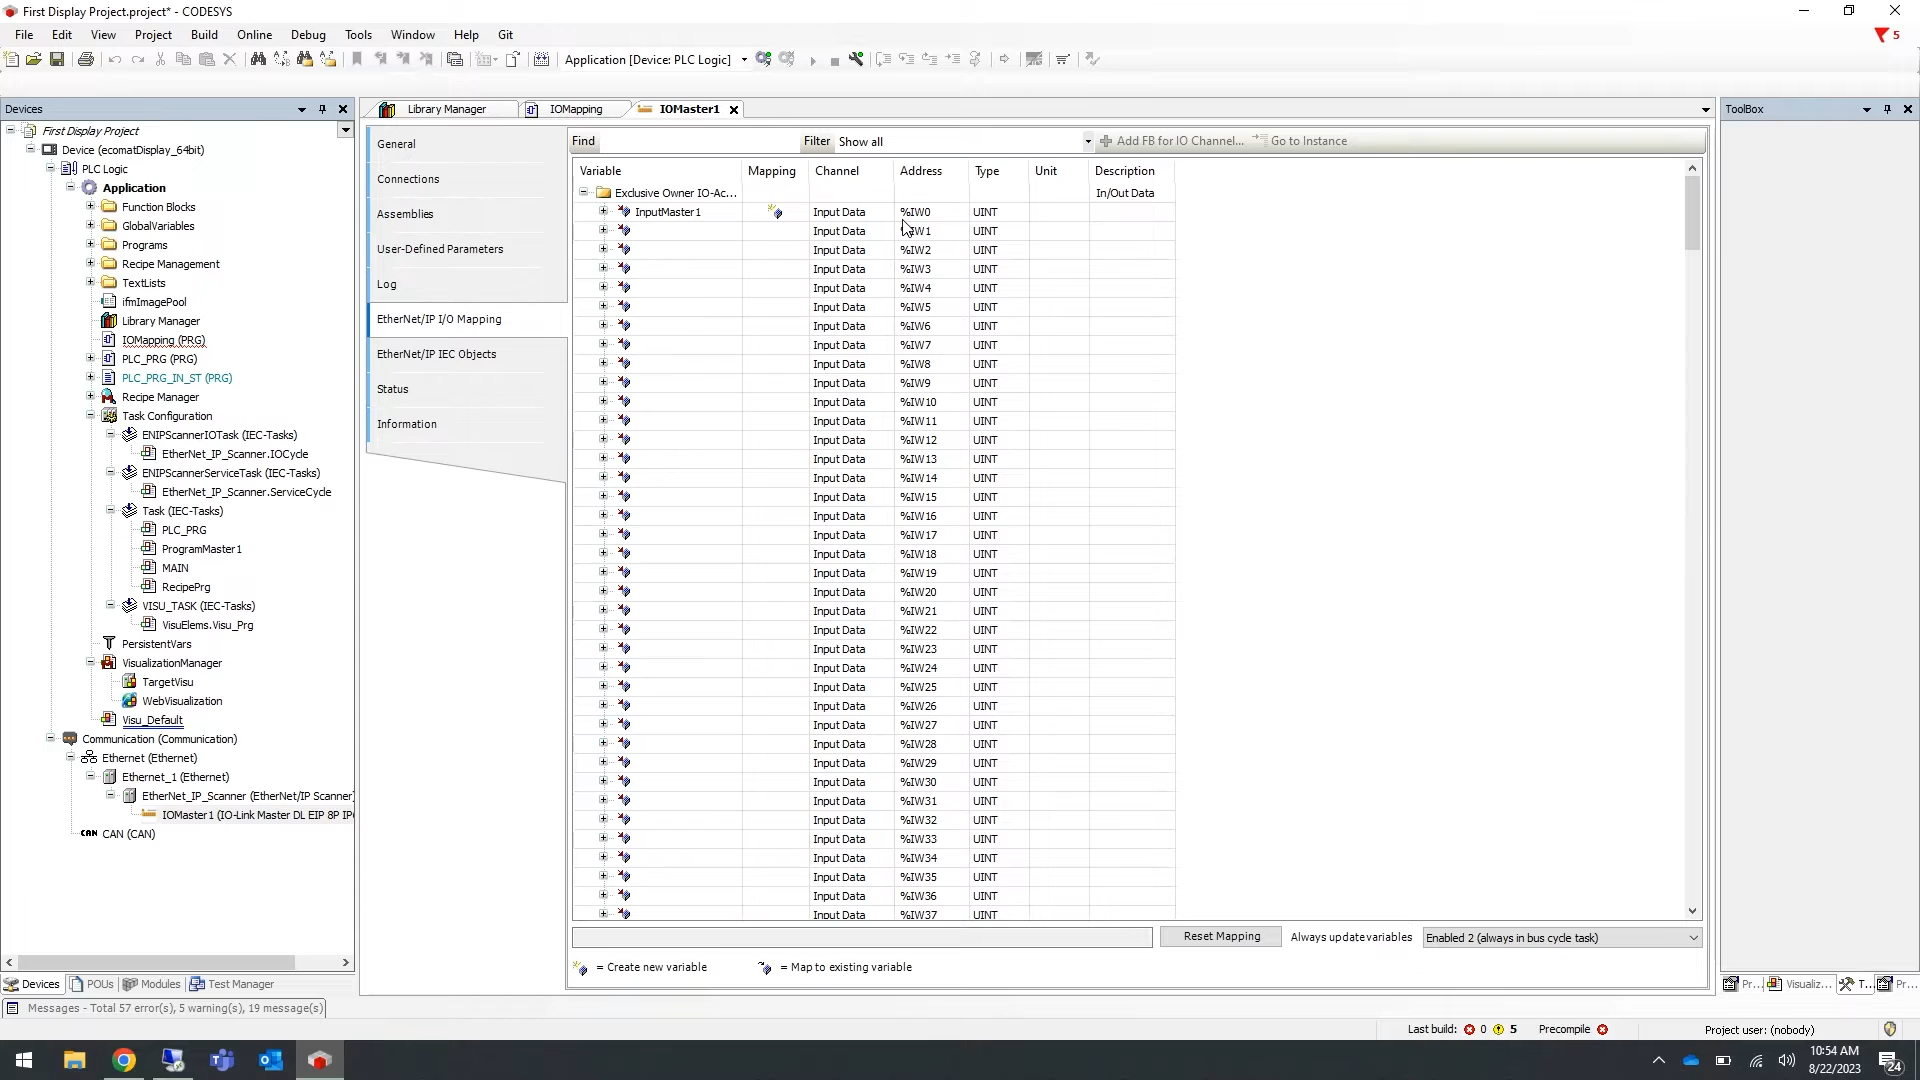 First Display Project.project* - CODESYS
File Edit View Project Build Online Debug Tools Window Help Git
5
Application [Device: PLC Logic]
Devices
Library Manager IOMapping IOMaster1
ToolBox
First Display Project
Device (ecomatDisplay_64bit)
PLC Logic
Application
Function Blocks
GlobalVariables
Programs
Recipe Management
TextLists
ifmImagePool
Library Manager
IOMapping (PRG)
PLC_PRG (PRG)
PLC_PRG_IN_ST (PRG)
Recipe Manager
Task Configuration
ENIPScannerIOTask (IEC-Tasks)
EtherNet_IP_Scanner.IOCycle
ENIPScannerServiceTask (IEC-Tasks)
EtherNet_IP_Scanner.ServiceCycle
Task (IEC-Tasks)
PLC_PRG
ProgramMaster1
MAIN
RecipePrg
VISU_TASK (IEC-Tasks)
VisuElems.Visu_Prg
PersistentVars
VisualizationManager
TargetVisu
WebVisualization
Visu_Default
Communication (Communication)
Ethernet (Ethernet)
Ethernet_1 (Ethernet)
EtherNet_IP_Scanner (EtherNet/IP Scanner)
IOMaster1 (IO-Link Master DL EIP 8P IP
CAN CAN (CAN)
Devices POUs Modules Test Manager
General
Connections
Assemblies
User-Defined Parameters
Log
EtherNet/IP I/O Mapping
EtherNet/IP IEC Objects
Status
Information
Find Filter Show all Add FB for IO Channel... Go to Instance
Variable Mapping Channel Address Type Unit Description
Exclusive Owner IO-Ac... In/Out Data
InputMaster1 Input Data %IW0 UINT
Input Data %IW1 UINT
Input Data %IW2 UINT
Input Data %IW3 UINT
Input Data %IW4 UINT
Input Data %IW5 UINT
Input Data %IW6 UINT
Input Data %IW7 UINT
Input Data %IW8 UINT
Input Data %IW9 UINT
Input Data %IW10 UINT
Input Data %IW11 UINT
Input Data %IW12 UINT
Input Data %IW13 UINT
Input Data %IW14 UINT
Input Data %IW15 UINT
Input Data %IW16 UINT
Input Data %IW17 UINT
Input Data %IW18 UINT
Input Data %IW19 UINT
Input Data %IW20 UINT
Input Data %IW21 UINT
Input Data %IW22 UINT
Input Data %IW23 UINT
Input Data %IW24 UINT
Input Data %IW25 UINT
Input Data %IW26 UINT
Input Data %IW27 UINT
Input Data %IW28 UINT
Input Data %IW29 UINT
Input Data %IW30 UINT
Input Data %IW31 UINT
Input Data %IW32 UINT
Input Data %IW33 UINT
Input Data %IW34 UINT
Input Data %IW35 UINT
Input Data %IW36 UINT
Input Data %IW37 UINT
Reset Mapping Always update variables Enabled 2 (always in bus cycle task)
= Create new variable = Map to existing variable
Pr... Visualiz... T... Pr...
Messages - Total 57 error(s), 5 warning(s), 19 message(s)
Last build: 0 5 Precompile Project user: (nobody)
10:54 AM
8/22/2023
24